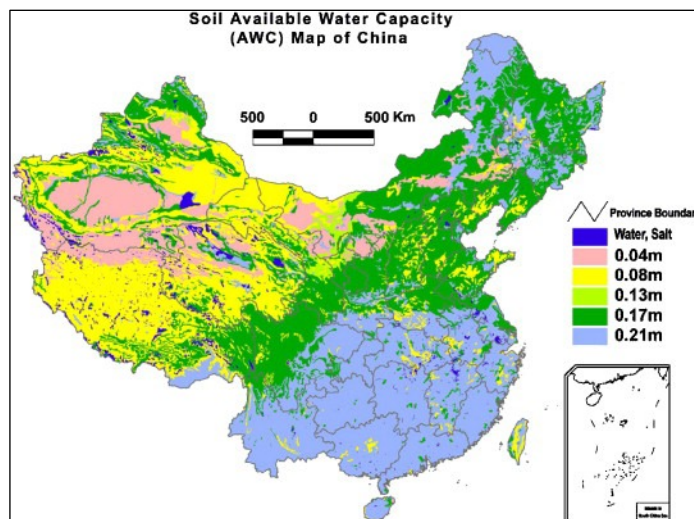 Soil Available Water Capacity
(AWC) Map of China
500 0 500 Km
Province Boundar
Water, Salt
0.04m
0.08m
0.13m
0.17m
0.21m